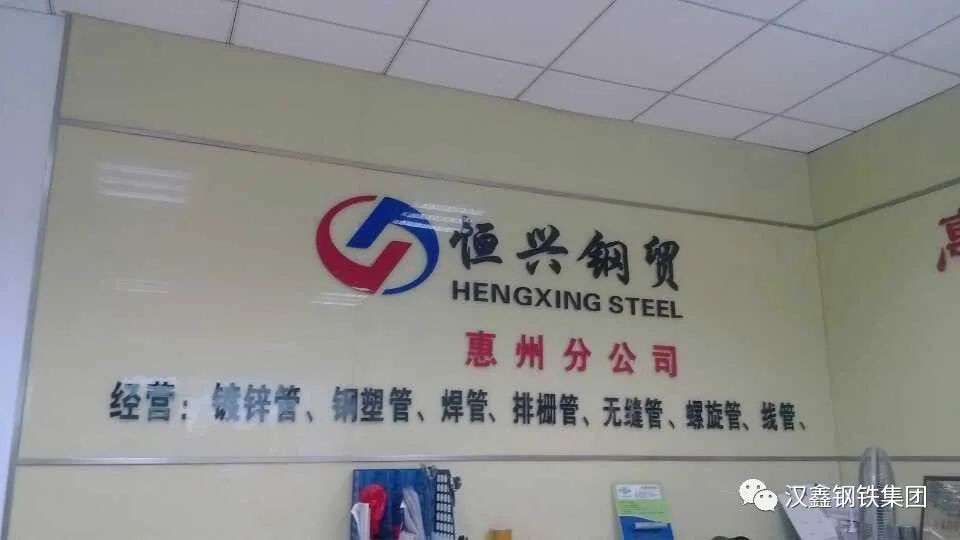 恒兴钢贸
HENGXING STEEL
惠州分公司
经营：镀锌管、钢塑管、焊管、排栅管、无缝管、螺旋管、线管、
汉鑫钢铁集团